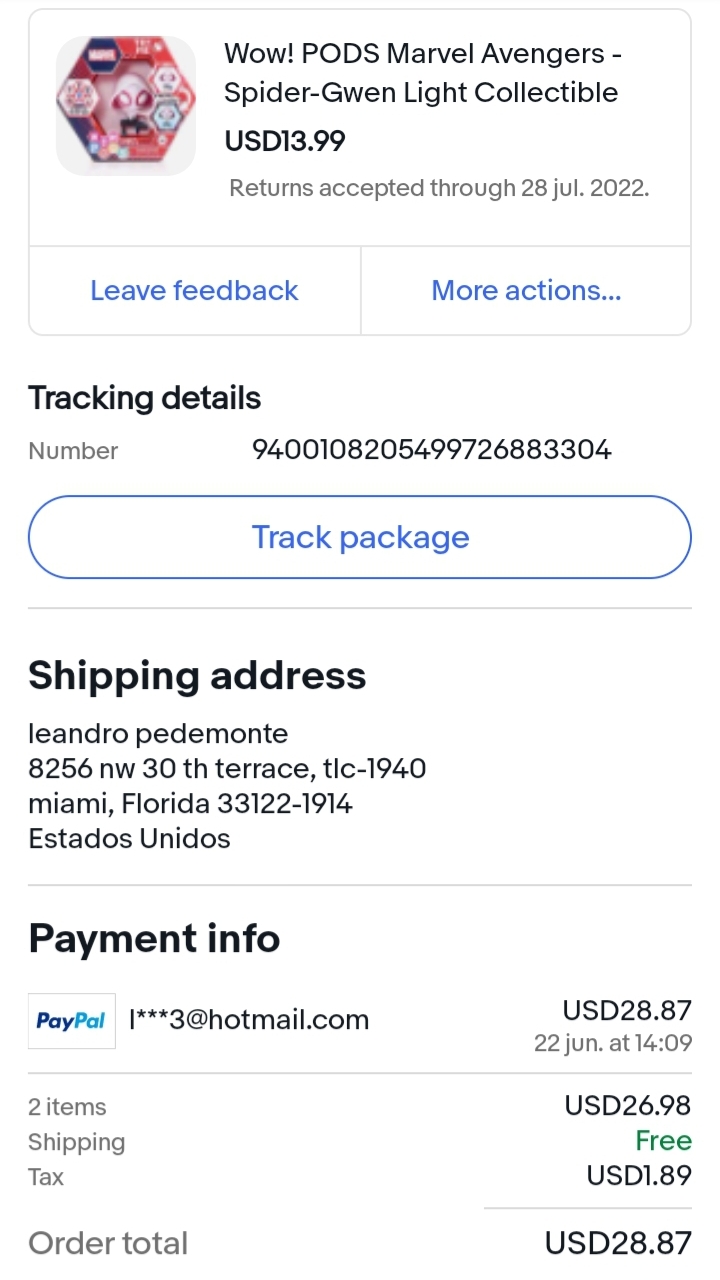 MARVEL
Wow! PODS Marvel Avengers -
Spider-Gwen Light Collectible
USD13.99
Returns accepted through 28 jul. 2022.
Leave feedback
More actions...
Tracking details
Number 9400108205499726883304
Track package
Shipping address
leandro pedemonte
8256 nw 30 th terrace, tlc-1940
miami, Florida 33122-1914
Estados Unidos
Payment info
PayPal l***3@hotmail.com USD28.87
22 jun. at 14:09
2 items USD26.98
Shipping Free
Tax USD1.89
Order total USD28.87